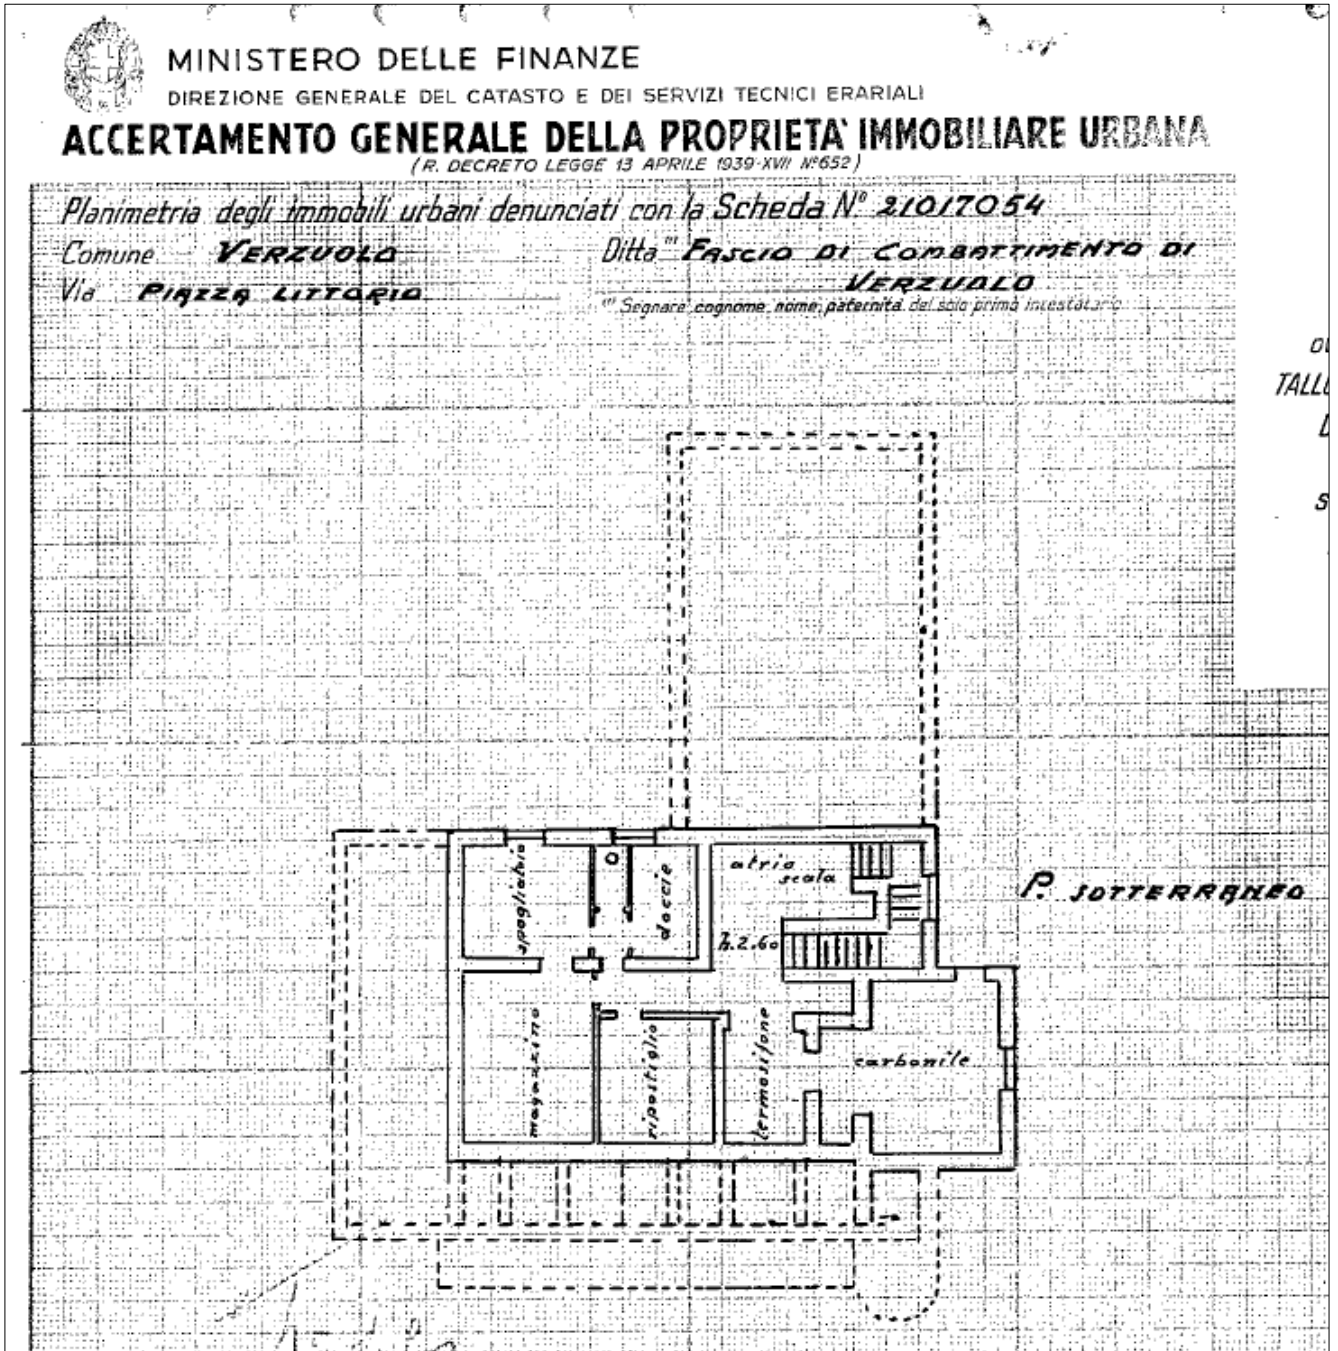 MINISTERO DELLE FINANZE
DIREZIONE GENERALE DEL CATASTO E DEI SERVIZI TECNICI ERARIALI
ACCERTAMENTO GENERALE DELLA PROPRIETA' IMMOBILIARE URBANA
(R. DECRETO LEGGE 13 APRILE 1939-XVII Nº652)
Planimetria degli immobili urbani denunciati con la Scheda Nº 21017054
Comune VERZUOLO
Ditta (1) FASCIO DI COMBATTIMENTO DI
VERZUOLO
Via PIAZZA LITTORIO
(1) Segnare cognome, nome, paternità del solo primo intestatario
TALL
S
atrio
scala
spogliatoio
doccie
P. SOTTERRANEO
h.2.60
magazzino
ripostiglio
termosifone
carbonile